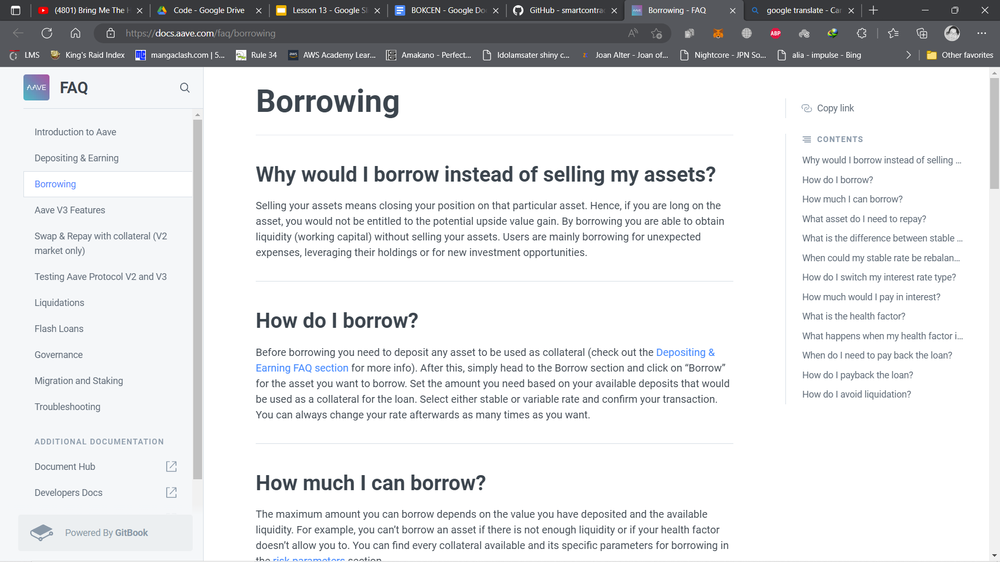 (4801) Bring Me The H
Code - Google Drive
Lesson 13 - Google Sl
BOKCEN - Google Do
GitHub - smartcontra
Borrowing - FAQ
google translate - Car
https://docs.aave.com/faq/borrowing
ABP
LMS
King's Raid Index
mangaclash.com | 5...
Rule 34
AWS Academy Lear...
Amakano - Perfect...
Idolamsater shiny c...
Joan Alter - Joan of...
Nightcore - JPN So...
alia - impulse - Bing
Other favorites
AAVE
FAQ
Introduction to Aave
Depositing & Earning
Borrowing
Aave V3 Features
Swap & Repay with collateral (V2
market only)
Testing Aave Protocol V2 and V3
Liquidations
Flash Loans
Governance
Migration and Staking
Troubleshooting
ADDITIONAL DOCUMENTATION
Document Hub
Developers Docs
Powered By GitBook
Borrowing
Why would I borrow instead of selling my assets?
Selling your assets means closing your position on that particular asset. Hence, if you are long on the
asset, you would not be entitled to the potential upside value gain. By borrowing you are able to obtain
liquidity (working capital) without selling your assets. Users are mainly borrowing for unexpected
expenses, leveraging their holdings or for new investment opportunities.
How do I borrow?
Before borrowing you need to deposit any asset to be used as collateral (check out the Depositing &
Earning FAQ section for more info). After this, simply head to the Borrow section and click on “Borrow”
for the asset you want to borrow. Set the amount you need based on your available deposits that would
be used as a collateral for the loan. Select either stable or variable rate and confirm your transaction.
You can always change your rate afterwards as many times as you want.
How much I can borrow?
The maximum amount you can borrow depends on the value you have deposited and the available
liquidity. For example, you can’t borrow an asset if there is not enough liquidity or if your health factor
doesn’t allow you to. You can find every collateral available and its specific parameters for borrowing in
the risk parameters section.
Copy link
CONTENTS
Why would I borrow instead of selling ...
How do I borrow?
How much I can borrow?
What asset do I need to repay?
What is the difference between stable ...
When could my stable rate be rebalan...
How do I switch my interest rate type?
How much would I pay in interest?
What is the health factor?
What happens when my health factor i...
When do I need to pay back the loan?
How do I payback the loan?
How do I avoid liquidation?